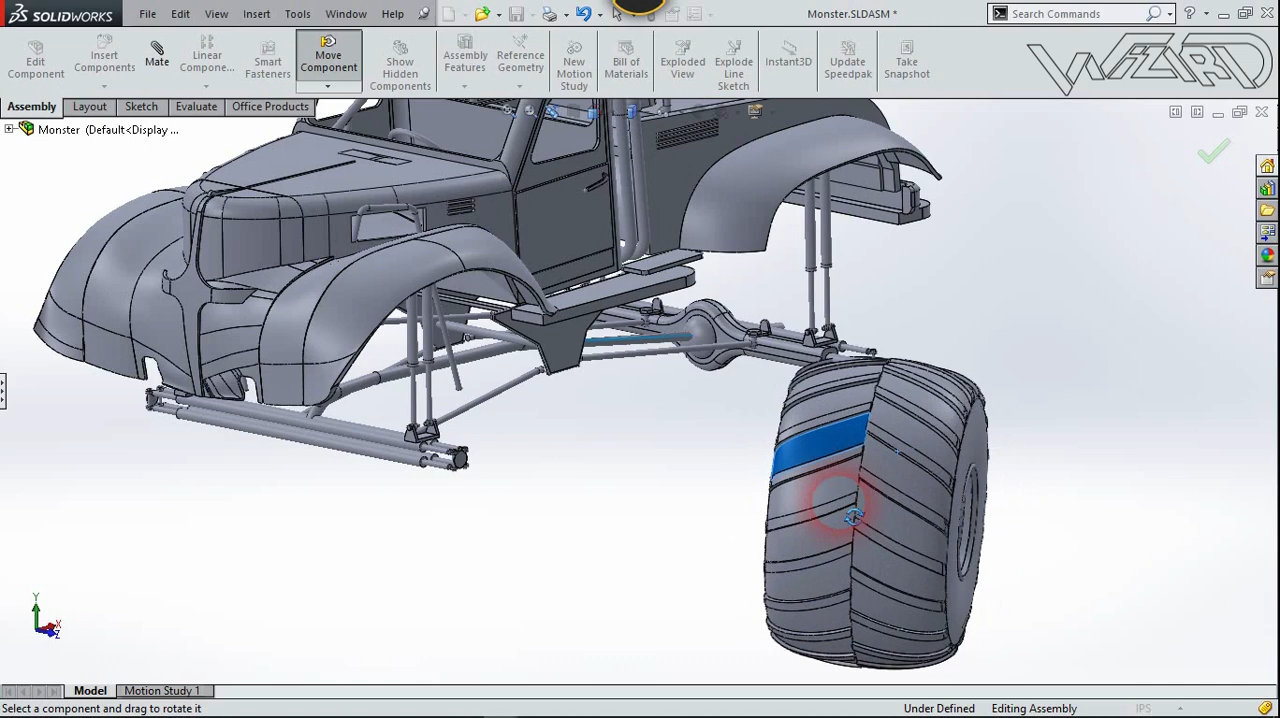 SOLIDWORKS File Edit View Insert Tools Window Help Monster.SLDASM * Search Commands ?
Edit Component
Insert Components
Mate
Linear Compone...
Smart Fasteners
Move Component
Show Hidden Components
Assembly Features
Reference Geometry
New Motion Study
Bill of Materials
Exploded View
Explode Line Sketch
Instant3D
Update Speedpak
Take Snapshot
WIZARD
Assembly Layout Sketch Evaluate Office Products
Monster (Default<Display ...
Y
X
Z
Model Motion Study 1
Select a component and drag to rotate it Under Defined Editing Assembly IPS